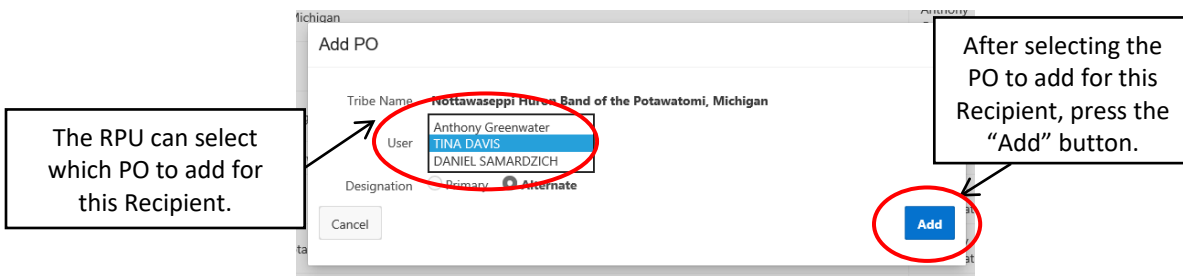 Michigan
Anthony
Add PO
Tribe Name Nottawaseppi Huron Band of the Potawatomi, Michigan
User
Anthony Greenwater
TINA DAVIS
DANIEL SAMARDZICH
Designation Primary Alternate
Cancel
Add
The RPU can select
which PO to add for
this Recipient.
After selecting the
PO to add for this
Recipient, press the
“Add” button.